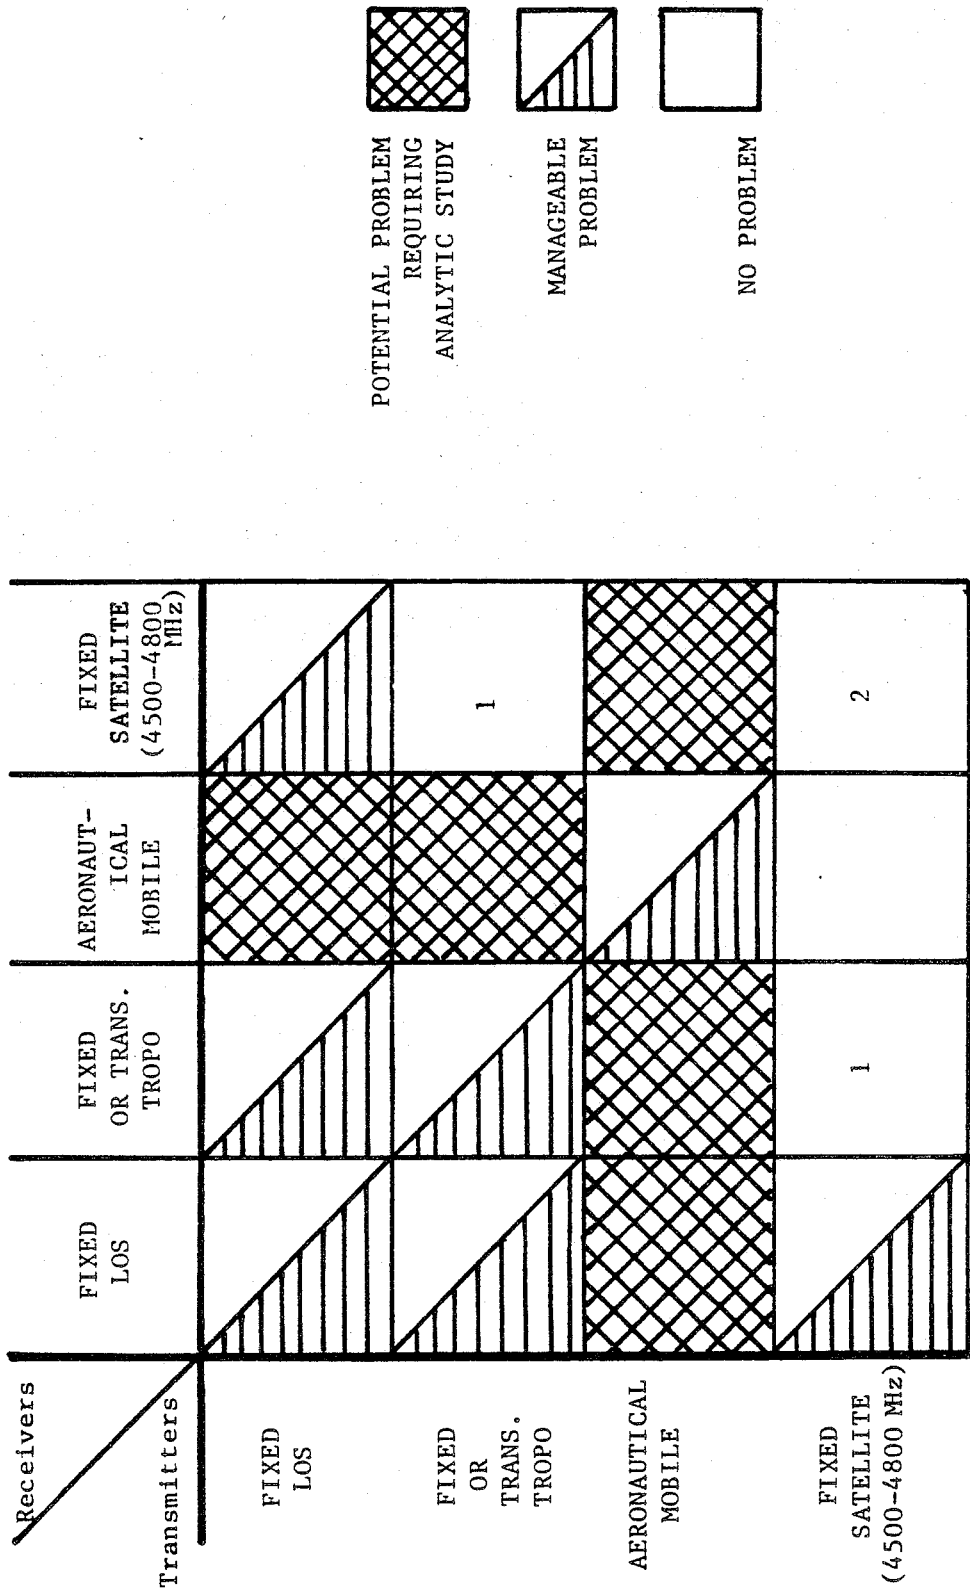 Receivers
Transmitters
FIXED
LOS
FIXED
OR TRANS.
TROPO
AERONAUT-
ICAL
MOBILE
FIXED
SATELLITE
(4500-4800
MHz)
FIXED
LOS
FIXED
OR
TRANS.
TROPO
1
AERONAUTICAL
MOBILE
FIXED
SATELLITE
(4500-4800 MHz)
1
2
POTENTIAL PROBLEM
REQUIRING
ANALYTIC STUDY
MANAGEABLE
PROBLEM
NO PROBLEM